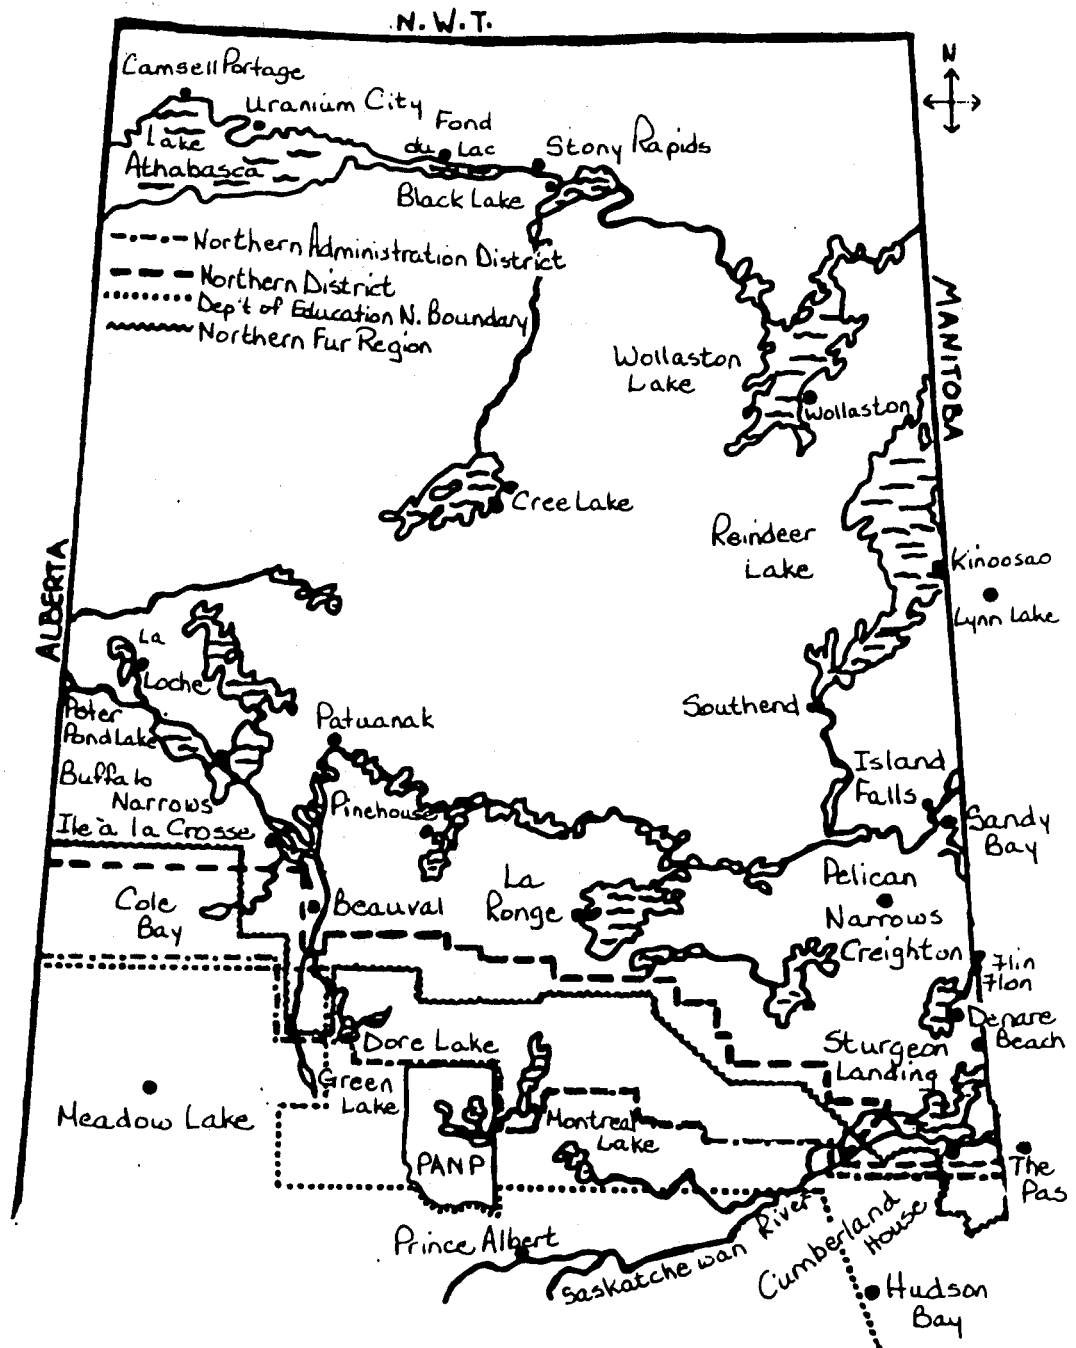 N.W.T.
N
Camsell Portage
Uranium City
Fond
du Lac
Stony Rapids
Lake
Athabasca
Black Lake
Northern Administration District
Northern District
Dep't of Education N. Boundary
Northern Fur Region
MANITOBA
Wollaston
Lake
Wollaston
Cree Lake
Reindeer
Lake
Kinoosao
Lynn Lake
ALBERTA
La
Loche
Southend
Peter
Pond Lake
Patuanak
Buffalo
Narrows
Island
Falls
Pinehouse
Ile à la Crosse
Sandy
Bay
La
Ronge
Pelican
Narrows
Cole
Bay
Beauval
Creighton
Flin
Flon
Denare
Beach
Dore Lake
Sturgeon
Landing
Green
Lake
Meadow Lake
Montreal
Lake
PANP
The
Pas
Prince Albert
Saskatchewan River
Cumberland
House
Hudson
Bay